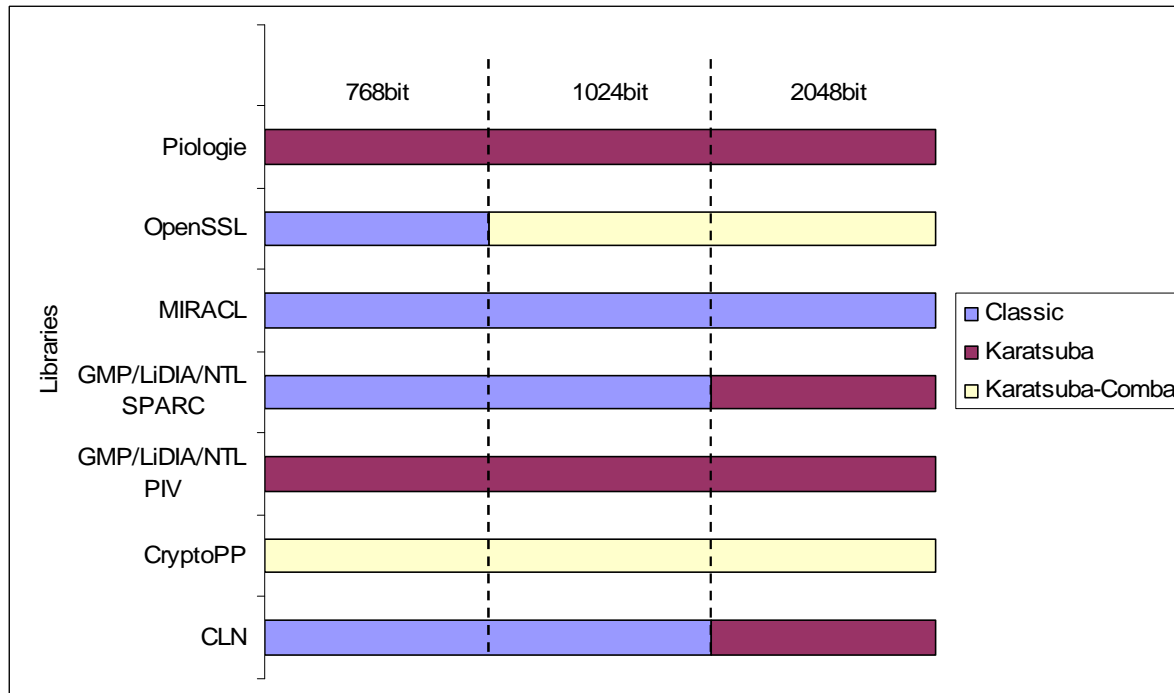 768bit 1024bit 2048bit
Piologie
OpenSSL
MIRACL
GMP/LiDIA/NTL
SPARC
GMP/LiDIA/NTL
PIV
CryptoPP
CLN
Libraries
Classic
Karatsuba
Karatsuba-Comba